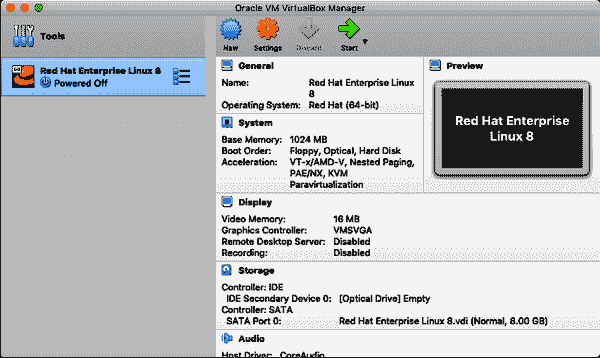 Oracle VM VirtualBox Manager
Tools
New Settings Discard Start
Red Hat Enterprise Linux 8
Powered Off
General
Name: Red Hat Enterprise Linux
8
Operating System: Red Hat (64-bit)
Preview
Red Hat Enterprise
Linux 8
System
Base Memory: 1024 MB
Boot Order: Floppy, Optical, Hard Disk
Acceleration: VT-x/AMD-V, Nested Paging,
PAE/NX, KVM
Paravirtualization
Display
Video Memory: 16 MB
Graphics Controller: VMSVGA
Remote Desktop Server: Disabled
Recording: Disabled
Storage
Controller: IDE
IDE Secondary Device 0: [Optical Drive] Empty
Controller: SATA
SATA Port 0: Red Hat Enterprise Linux 8.vdi (Normal, 8.00 GB)
Audio
Host Driver: CoreAudio